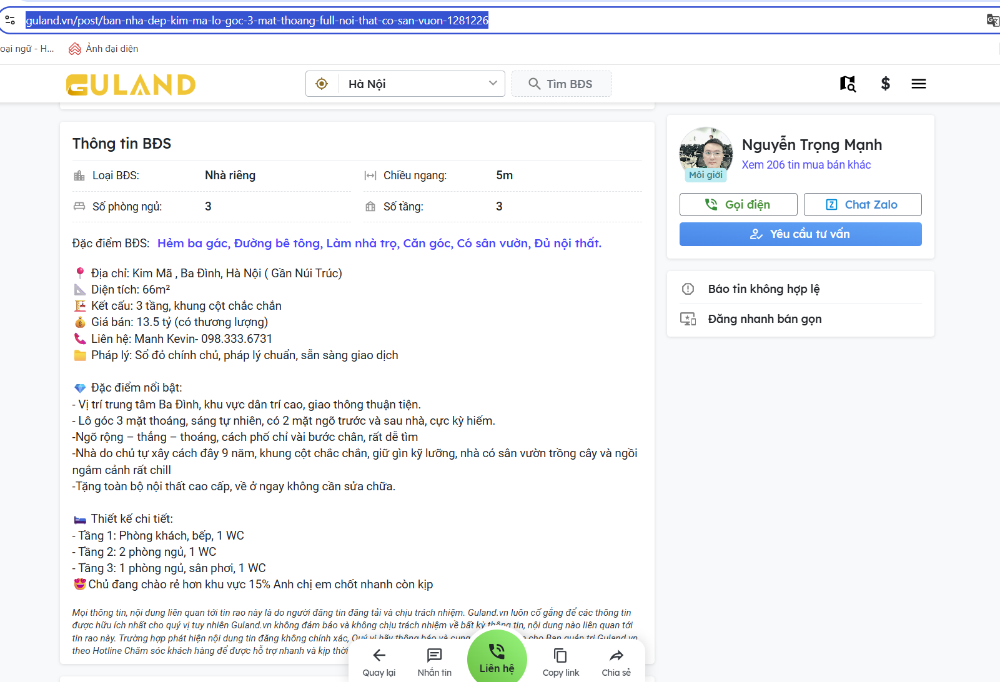 guland.vn/post/ban-nha-dep-kim-ma-lo-goc-3-mat-thoang-full-noi-that-co-san-vuon-1281226
oại ngữ - H...
Ảnh đại diện
GULAND
Hà Nội
Tìm BĐS
Thông tin BĐS
Loại BĐS: Nhà riêng
Chiều ngang: 5m
Số phòng ngủ: 3
Số tầng: 3
Đặc điểm BĐS: Hẻm ba gác, Đường bê tông, Làm nhà trọ, Căn góc, Có sân vườn, Đủ nội thất.
📍 Địa chỉ: Kim Mã , Ba Đình, Hà Nội ( Gần Núi Trúc)
📐 Diện tích: 66m²
🏗 Kết cấu: 3 tầng, khung cột chắc chắn
💰 Giá bán: 13.5 tỷ (có thương lượng)
📞 Liên hệ: Manh Kevin- 098.333.6731
📁 Pháp lý: Sổ đỏ chính chủ, pháp lý chuẩn, sẵn sàng giao dịch
💎 Đặc điểm nổi bật:
- Vị trí trung tâm Ba Đình, khu vực dân trí cao, giao thông thuận tiện.
- Lô góc 3 mặt thoáng, sáng tự nhiên, có 2 mặt ngõ trước và sau nhà, cực kỳ hiếm.
-Ngõ rộng – thẳng – thoáng, cách phố chỉ vài bước chân, rất dễ tìm
-Nhà do chủ tự xây cách đây 9 năm, khung cột chắc chắn, giữ gìn kỹ lưỡng, nhà có sân vườn trồng cây và ngồi
ngắm cảnh rất chill
-Tặng toàn bộ nội thất cao cấp, về ở ngay không cần sửa chữa.
🛏 Thiết kế chi tiết:
- Tầng 1: Phòng khách, bếp, 1 WC
- Tầng 2: 2 phòng ngủ, 1 WC
- Tầng 3: 1 phòng ngủ, sân phơi, 1 WC
😍Chủ đang chào rẻ hơn khu vực 15% Anh chị em chốt nhanh còn kịp
Mọi thông tin, nội dung liên quan tới tin rao này là do người đăng tin đăng tải và chịu trách nhiệm. Guland.vn luôn cố gắng để các thông tin
được hữu ích nhất cho quý vị tuy nhiên Guland.vn không đảm bảo và không chịu trách nhiệm về bất kỳ thông tin, nội dung nào liên quan tới
tin rao này. Trường hợp phát hiện nội dung tin đăng không chính xác, Quý vị hãy thông báo và cung cho Ban quản trị Guland.vn
theo Hotline Chăm sóc khách hàng để được hỗ trợ nhanh và kịp thời
Nguyễn Trọng Mạnh
Xem 206 tin mua bán khác
Môi giới
Gọi điện
Chat Zalo
Yêu cầu tư vấn
Báo tin không hợp lệ
Đăng nhanh bán gọn
Quay lại
Nhắn tin
Liên hệ
Copy link
Chia sẻ